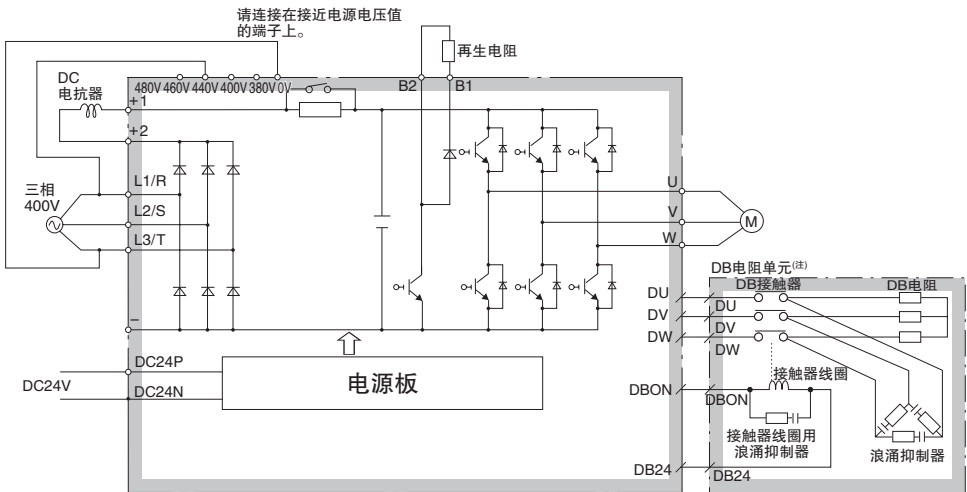 请连接在接近电源电压值
的端子上。
再生电阻
DC
电抗器
480V 460V 440V 400V 380V 0V
B2
B1
+1
+2
三相
400V
L1/R
L2/S
L3/T
U
V
W
M
−
DC24V
DC24P
DC24N
电源板
DB电阻单元(注)
DB接触器
DB电阻
DU
DU
DV
DV
DW
DW
接触器线圈
DBON
DBON
接触器线圈用
浪涌抑制器
浪涌抑制器
DB24
DB24